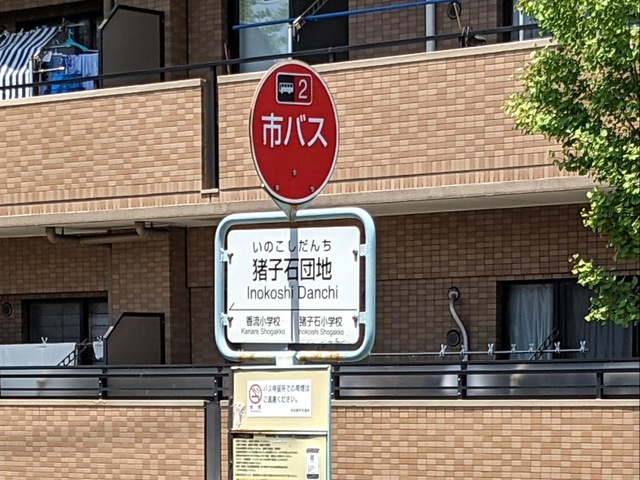 2
市バス
いのこしだんち
猪子石団地
Inokoshi Danchi
香流小学校
Kanare Shogakko
猪子石小学校
Inokoishi Shogakko
バス停留所での喫煙は
ご遠慮ください。